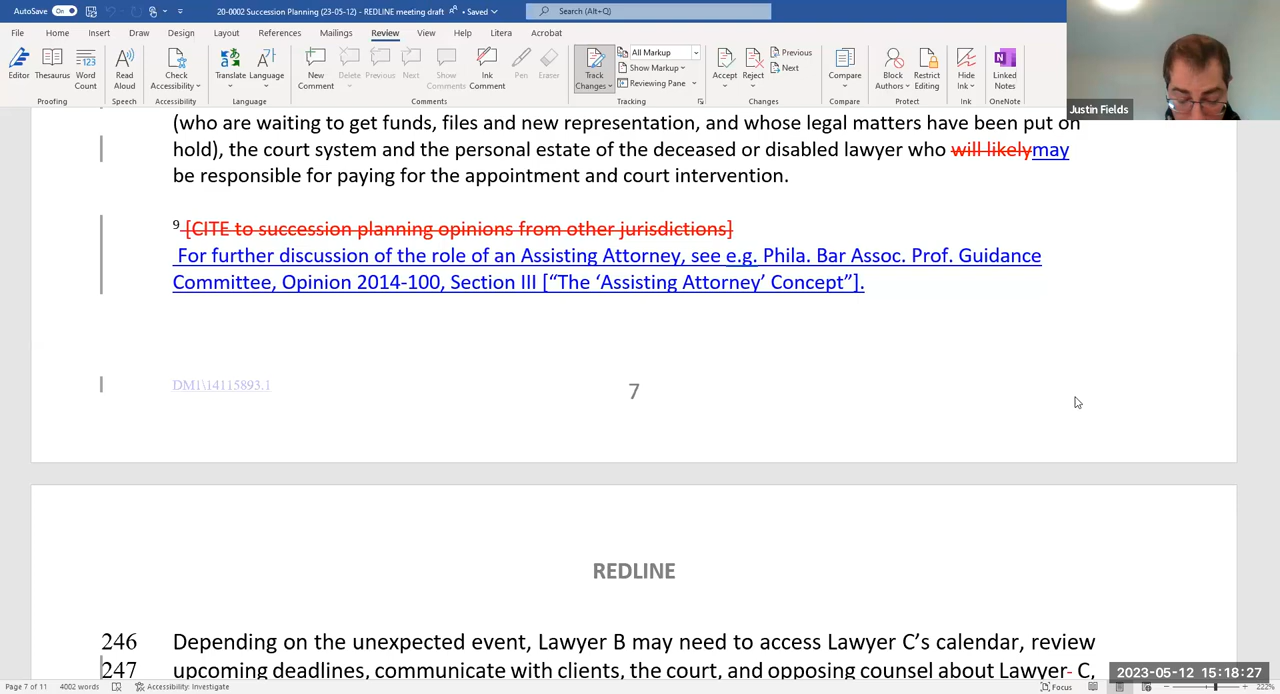 AutoSave On 20-0002 Succession Planning (23-05-12) - REDLINE meeting draft • Saved Search (Alt+Q)
File Home Insert Draw Design Layout References Mailings Review View Help Litera Acrobat
Editor Thesaurus Word Count Read Aloud Check Accessibility Translate Language New Comment Delete Previous Next Show Comments Ink Comment Pen Eraser Track Changes All Markup Show Markup Reviewing Pane Accept Reject Previous Next Compare Block Authors Restrict Editing Hide Ink Linked Notes
Proofing Speech Accessibility Language Comments Tracking Changes Compare Protect Ink OneNote
Justin Fields
(who are waiting to get funds, files and new representation, and whose legal matters have been put on
hold), the court system and the personal estate of the deceased or disabled lawyer who will likelymay
be responsible for paying for the appointment and court intervention.
9 [CITE to succession planning opinions from other jurisdictions]
For further discussion of the role of an Assisting Attorney, see e.g. Phila. Bar Assoc. Prof. Guidance
Committee, Opinion 2014-100, Section III [“The ‘Assisting Attorney’ Concept”].
DM1\14115893.1
7
REDLINE
246 Depending on the unexpected event, Lawyer B may need to access Lawyer C’s calendar, review
247 upcoming deadlines, communicate with clients, the court, and opposing counsel about Lawyer- C,
2023-05-12 15:18:27
Page 7 of 11 4002 words Accessibility: Investigate Focus 222%